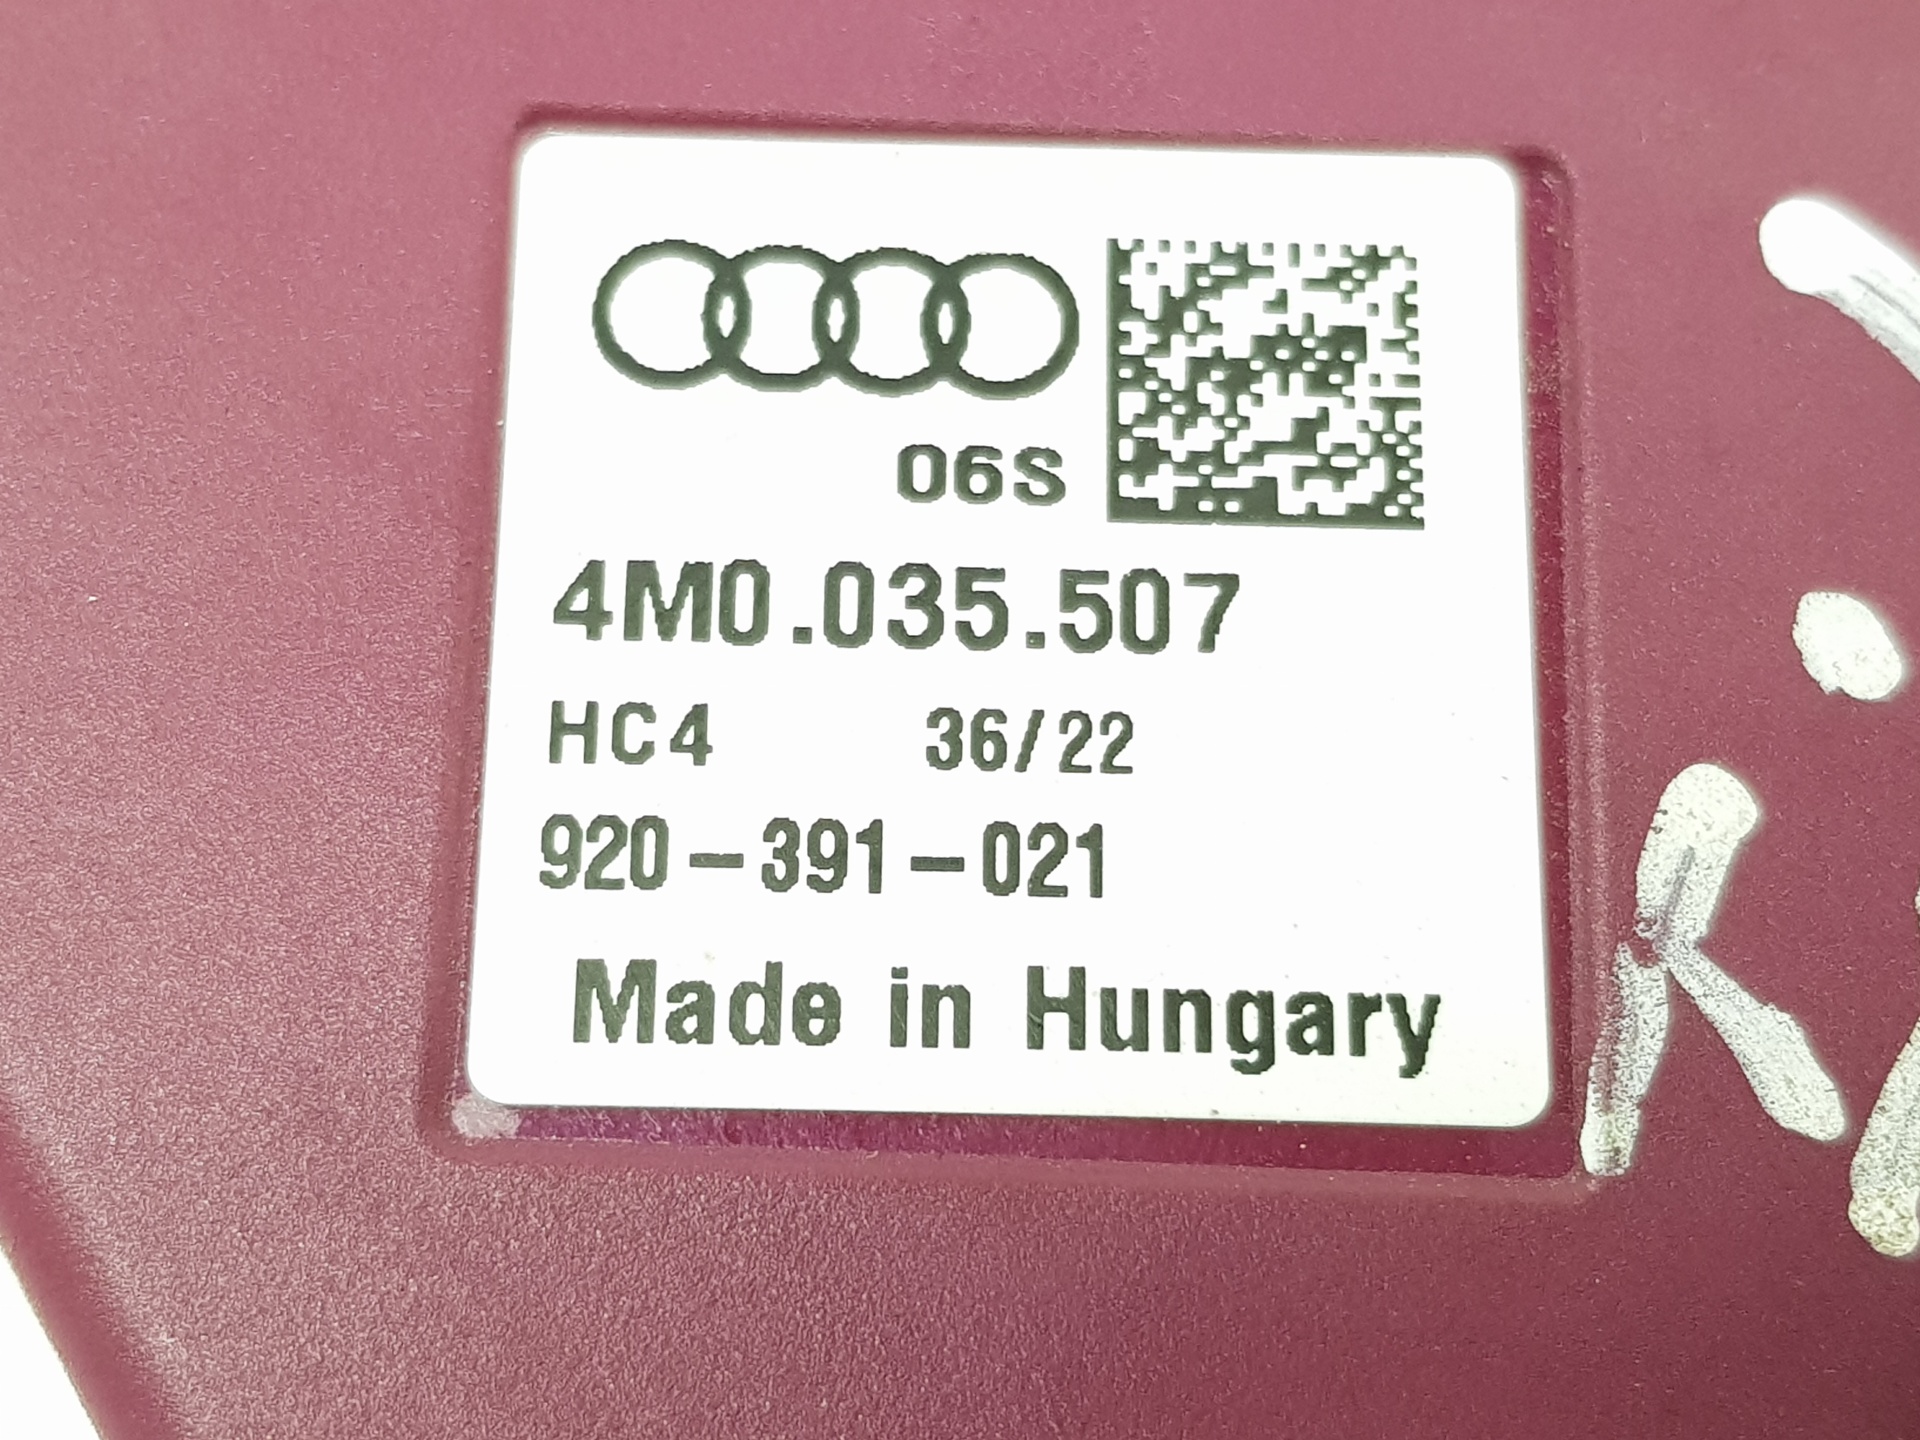 06S
4M0.035.507
HC4 36/22
920-391-021
Made in Hungary